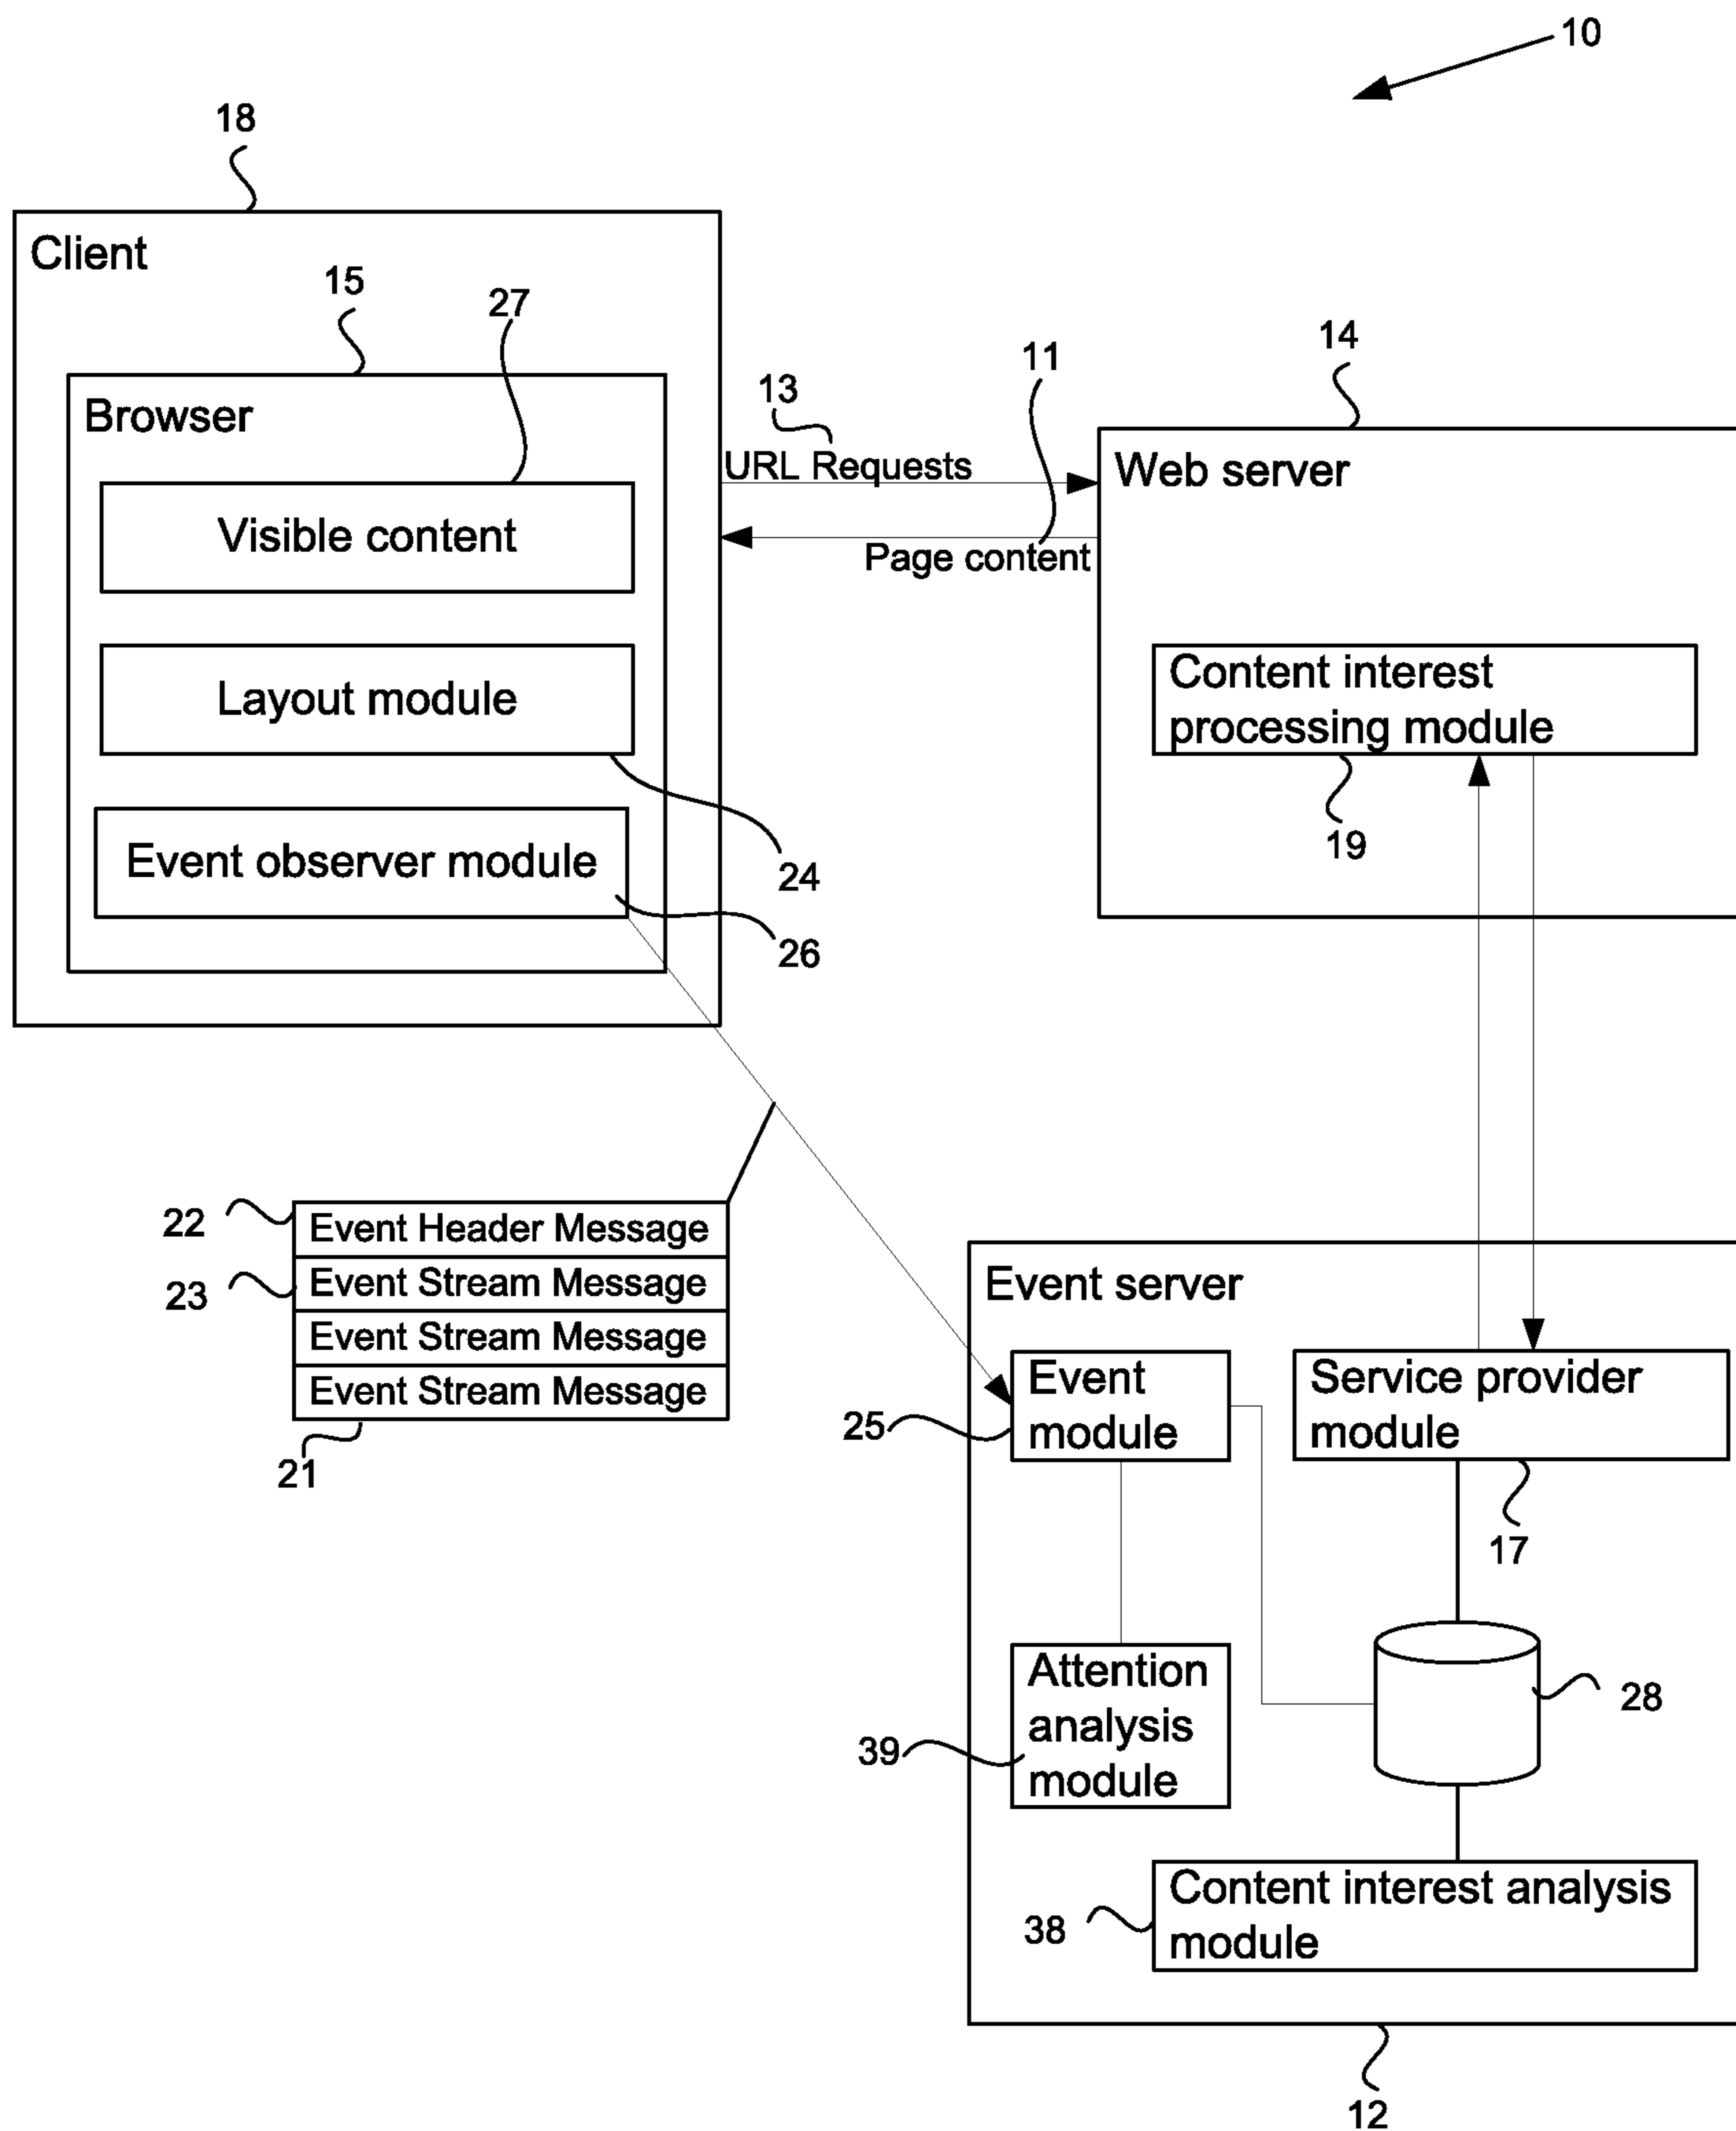 10
18
Client
15
27
Browser
Visible content
Layout module
Event observer module
24
26
13
URL Requests
11
Page content
14
Web server
Content interest
processing module
19
22
Event Header Message
23
Event Stream Message
Event Stream Message
Event Stream Message
21
Event server
25
Event
module
Service provider
module
17
39
Attention
analysis
module
28
38
Content interest analysis
module
12